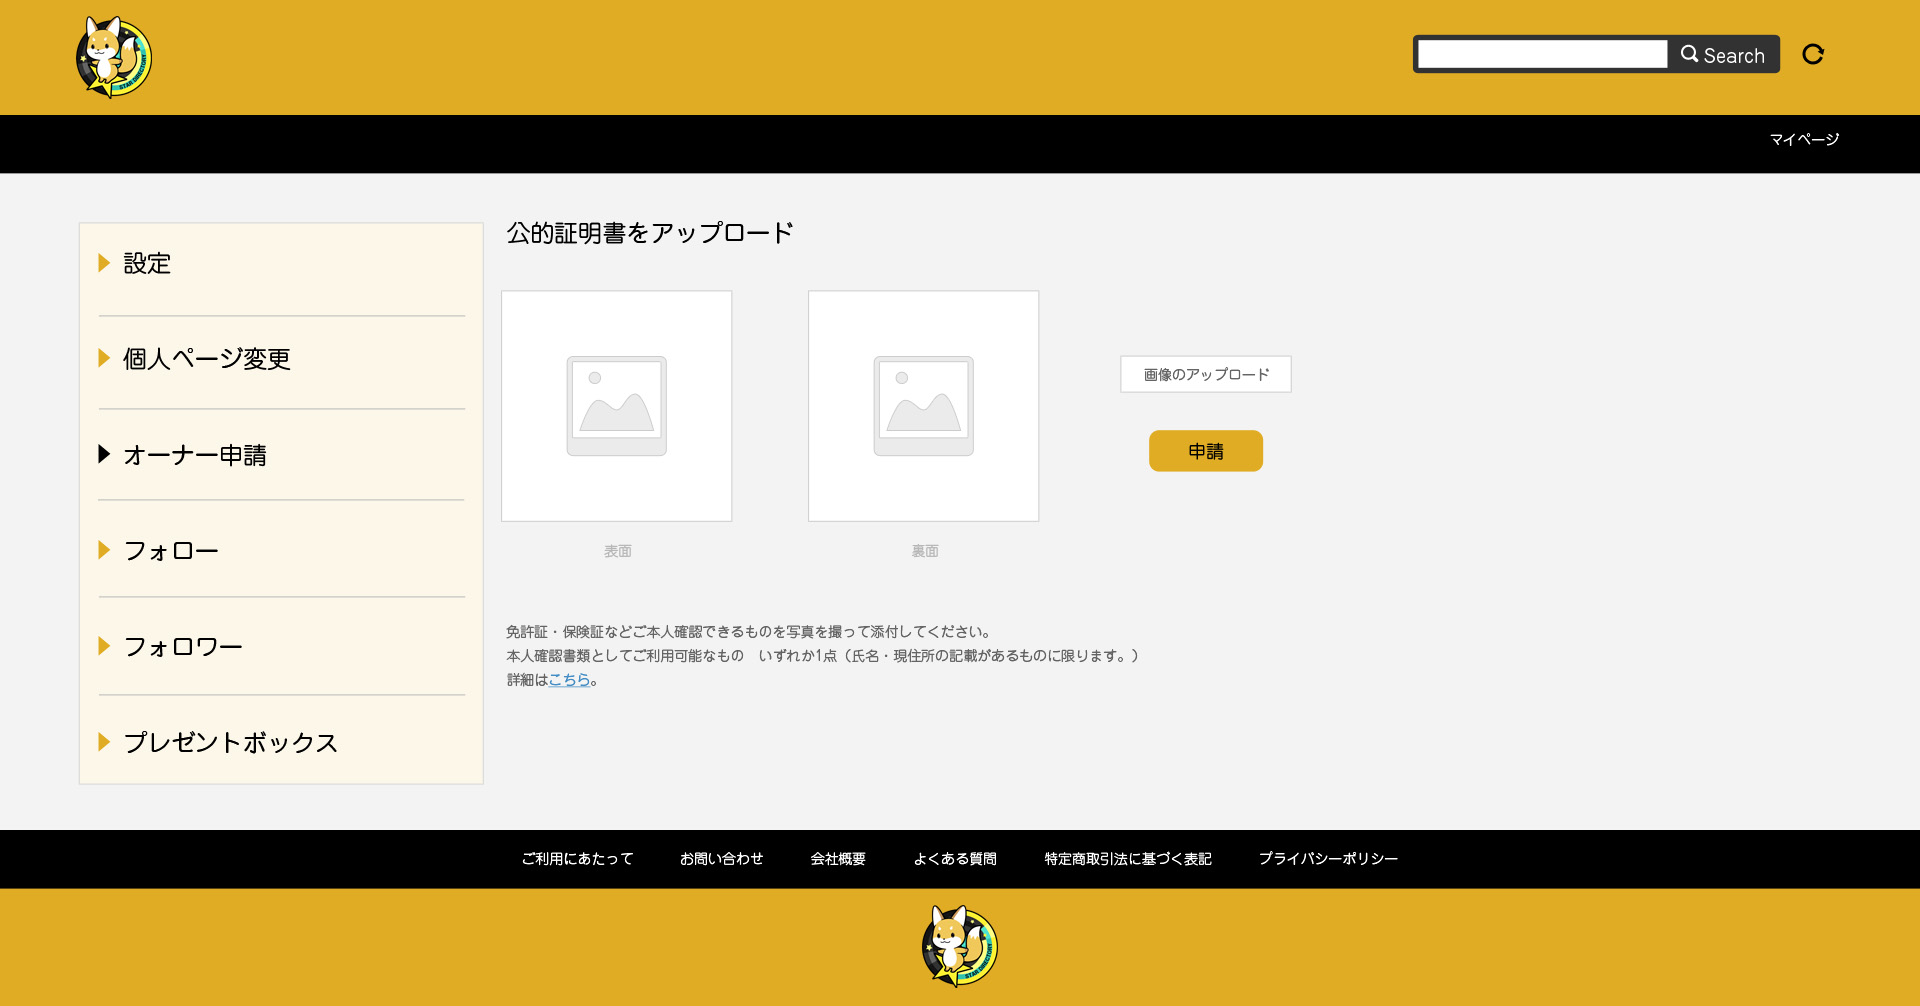 STAR DIRECTORY
Search
マイページ
設定
個人ページ変更
オーナー申請
フォロー
フォロワー
プレゼントボックス
公的証明書をアップロード
表面
裏面
画像のアップロード
申請
免許証・保険証などご本人確認できるものを写真を撮って添付してください。
本人確認書類としてご利用可能なもの　いずれか1点（氏名・現住所の記載があるものに限ります。）
詳細はこちら。
ご利用にあたって
お問い合わせ
会社概要
よくある質問
特定商取引法に基づく表記
プライバシーポリシー
STAR DIRECTORY